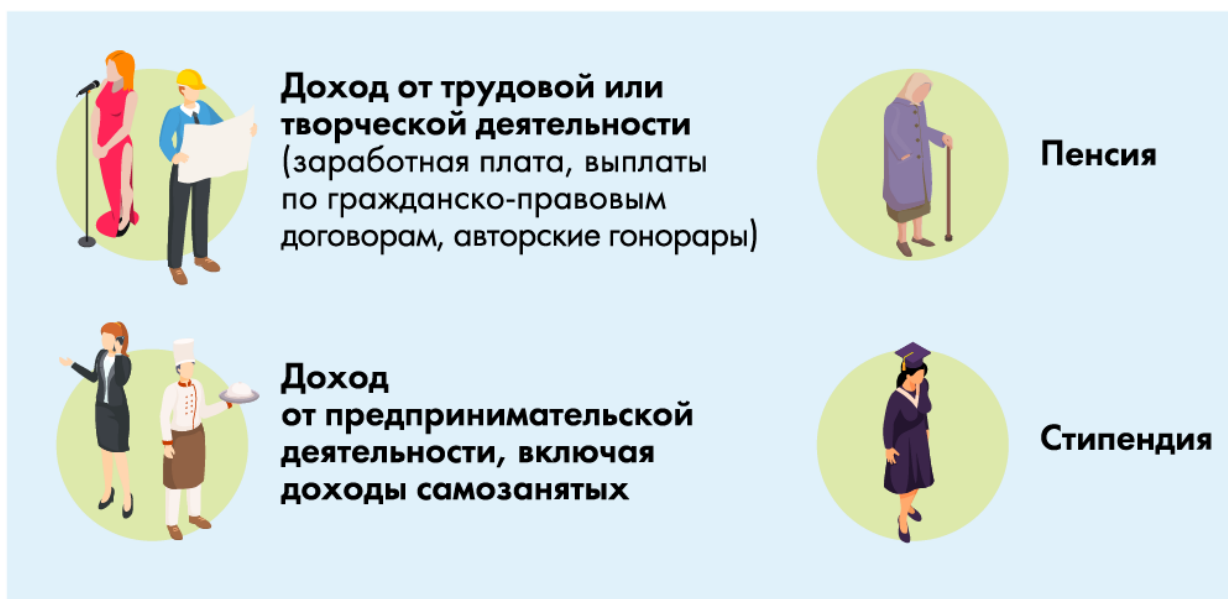 Доход от трудовой или
творческой деятельности
(заработная плата, выплаты
по гражданско-правовым
договорам, авторские гонорары)
Пенсия
Доход
от предпринимательской
деятельности, включая
доходы самозанятых
Стипендия